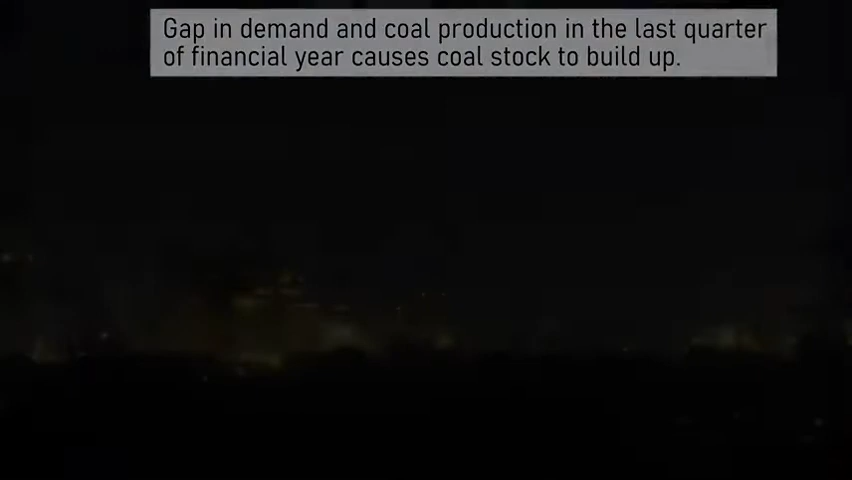 Gap in demand and coal production in the last quarter
of financial year causes coal stock to build up.